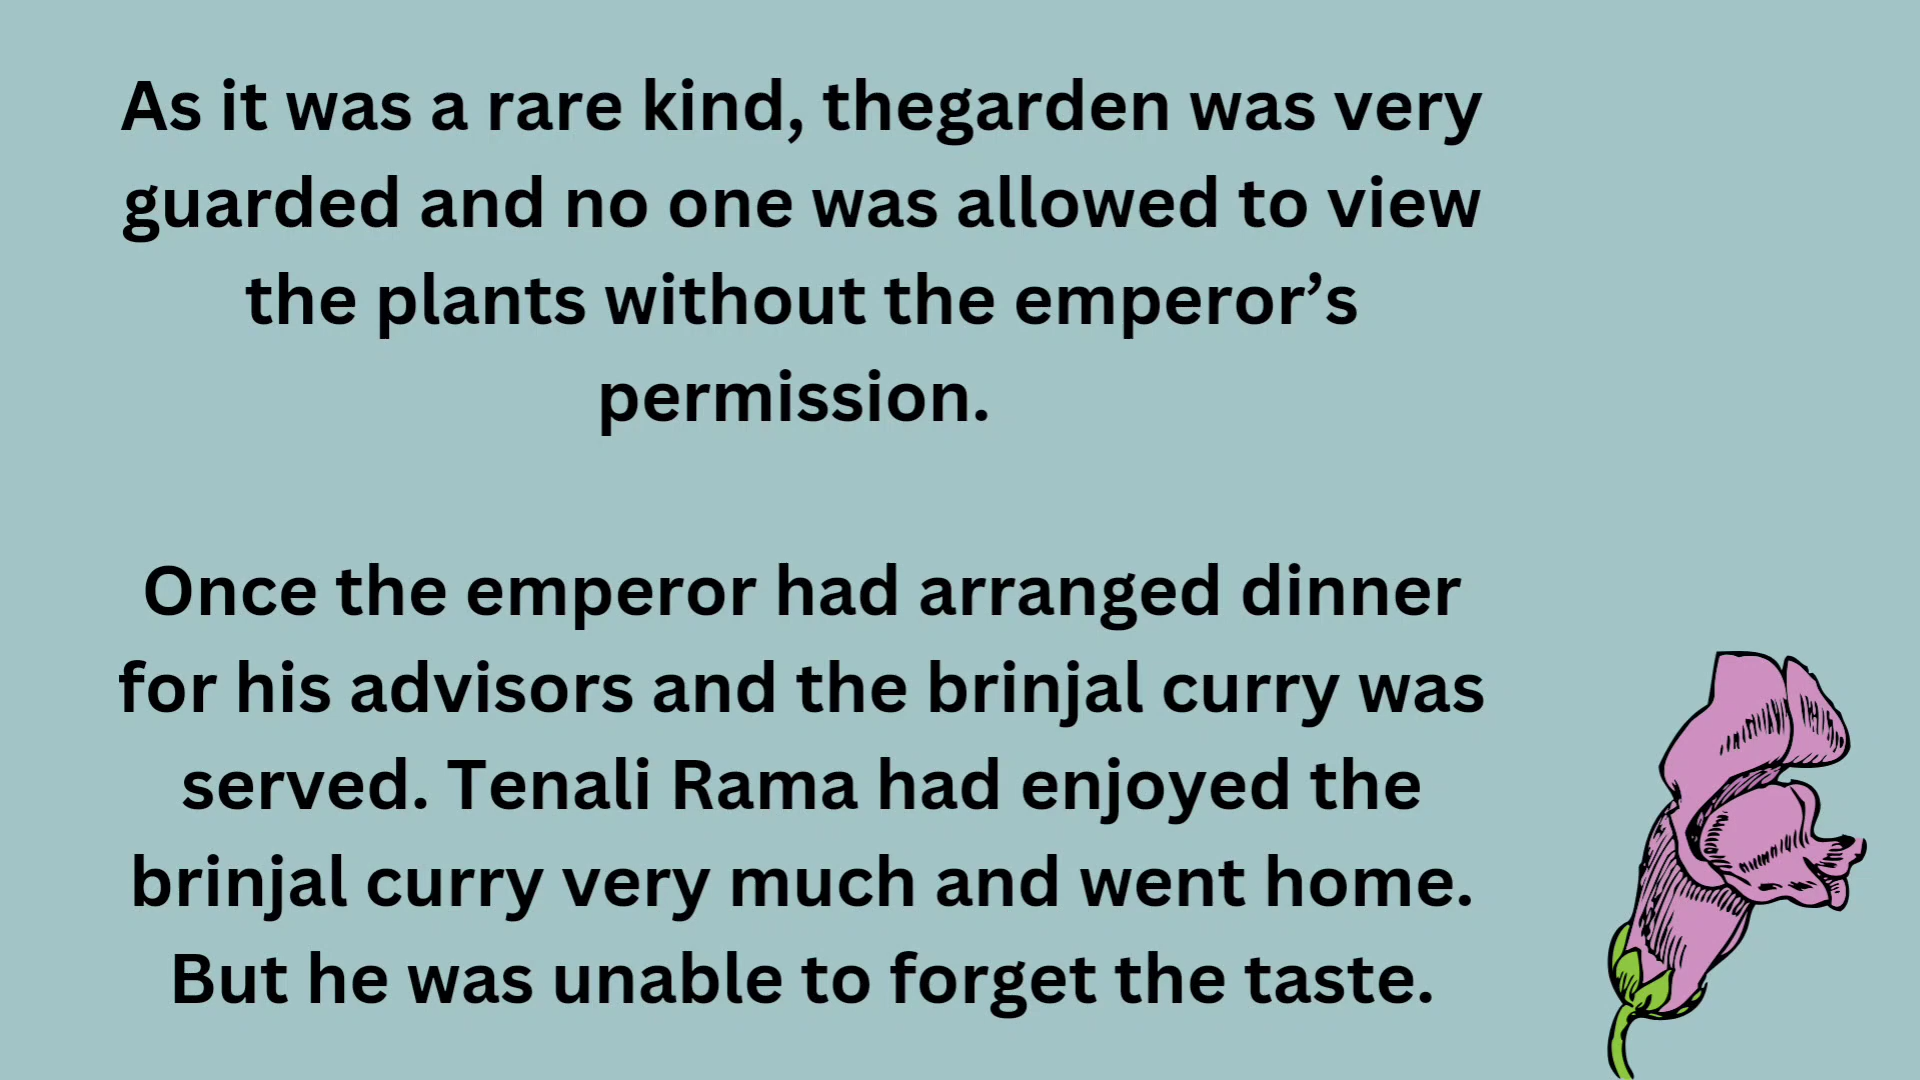 As it was a rare kind, thegarden was very
guarded and no one was allowed to view
the plants without the emperor’s
permission.
Once the emperor had arranged dinner
for his advisors and the brinjal curry was
served. Tenali Rama had enjoyed the
brinjal curry very much and went home.
But he was unable to forget the taste.